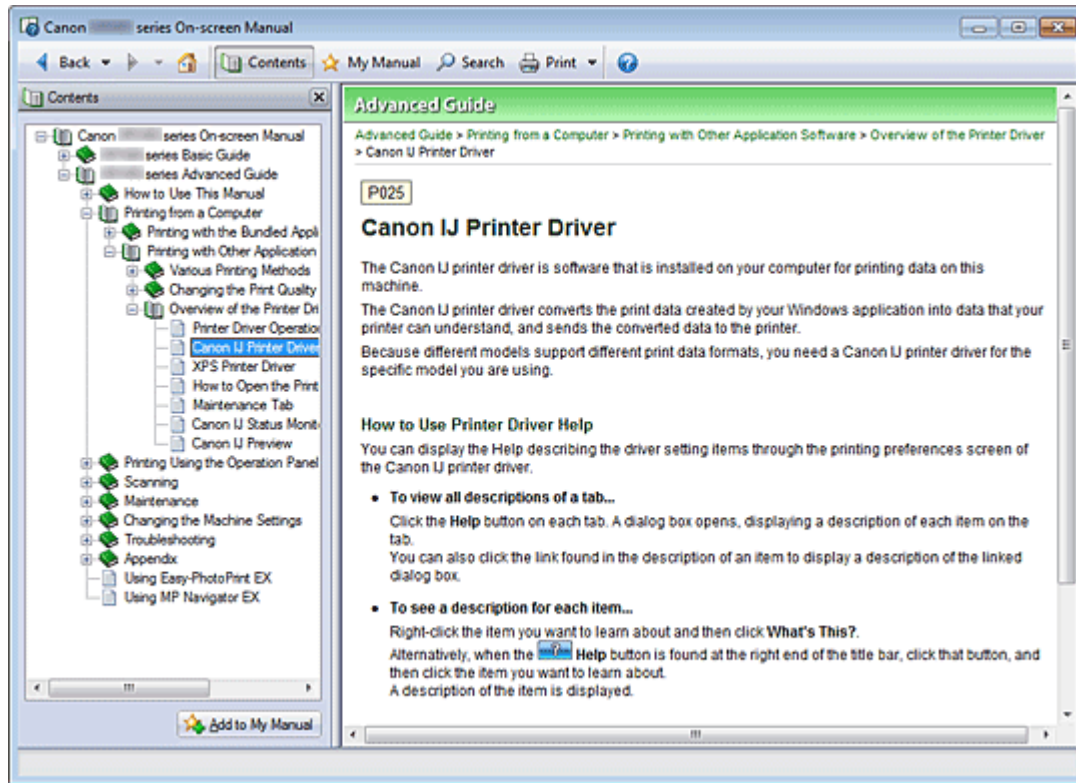 Canon series On-screen Manual
Back Contents My Manual Search Print
Contents
Canon series On-screen Manual
series Basic Guide
series Advanced Guide
How to Use This Manual
Printing from a Computer
Printing with the Bundled Appli
Printing with Other Application
Various Printing Methods
Changing the Print Quality
Overview of the Printer Dri
Printer Driver Operation
Canon IJ Printer Driver
XPS Printer Driver
How to Open the Print
Maintenance Tab
Canon IJ Status Monit
Canon IJ Preview
Printing Using the Operation Panel
Scanning
Maintenance
Changing the Machine Settings
Troubleshooting
Appendix
Using Easy-PhotoPrint EX
Using MP Navigator EX
Add to My Manual
Advanced Guide
Advanced Guide > Printing from a Computer > Printing with Other Application Software > Overview of the Printer Driver
> Canon IJ Printer Driver
P025
Canon IJ Printer Driver
The Canon IJ printer driver is software that is installed on your computer for printing data on this
machine.
The Canon IJ printer driver converts the print data created by your Windows application into data that your
printer can understand, and sends the converted data to the printer.
Because different models support different print data formats, you need a Canon IJ printer driver for the
specific model you are using.
How to Use Printer Driver Help
You can display the Help describing the driver setting items through the printing preferences screen of
the Canon IJ printer driver.
● To view all descriptions of a tab...
Click the Help button on each tab. A dialog box opens, displaying a description of each item on the
tab.
You can also click the link found in the description of an item to display a description of the linked
dialog box.
● To see a description for each item...
Right-click the item you want to learn about and then click What's This?.
Alternatively, when the Help button is found at the right end of the title bar, click that button, and
then click the item you want to learn about.
A description of the item is displayed.